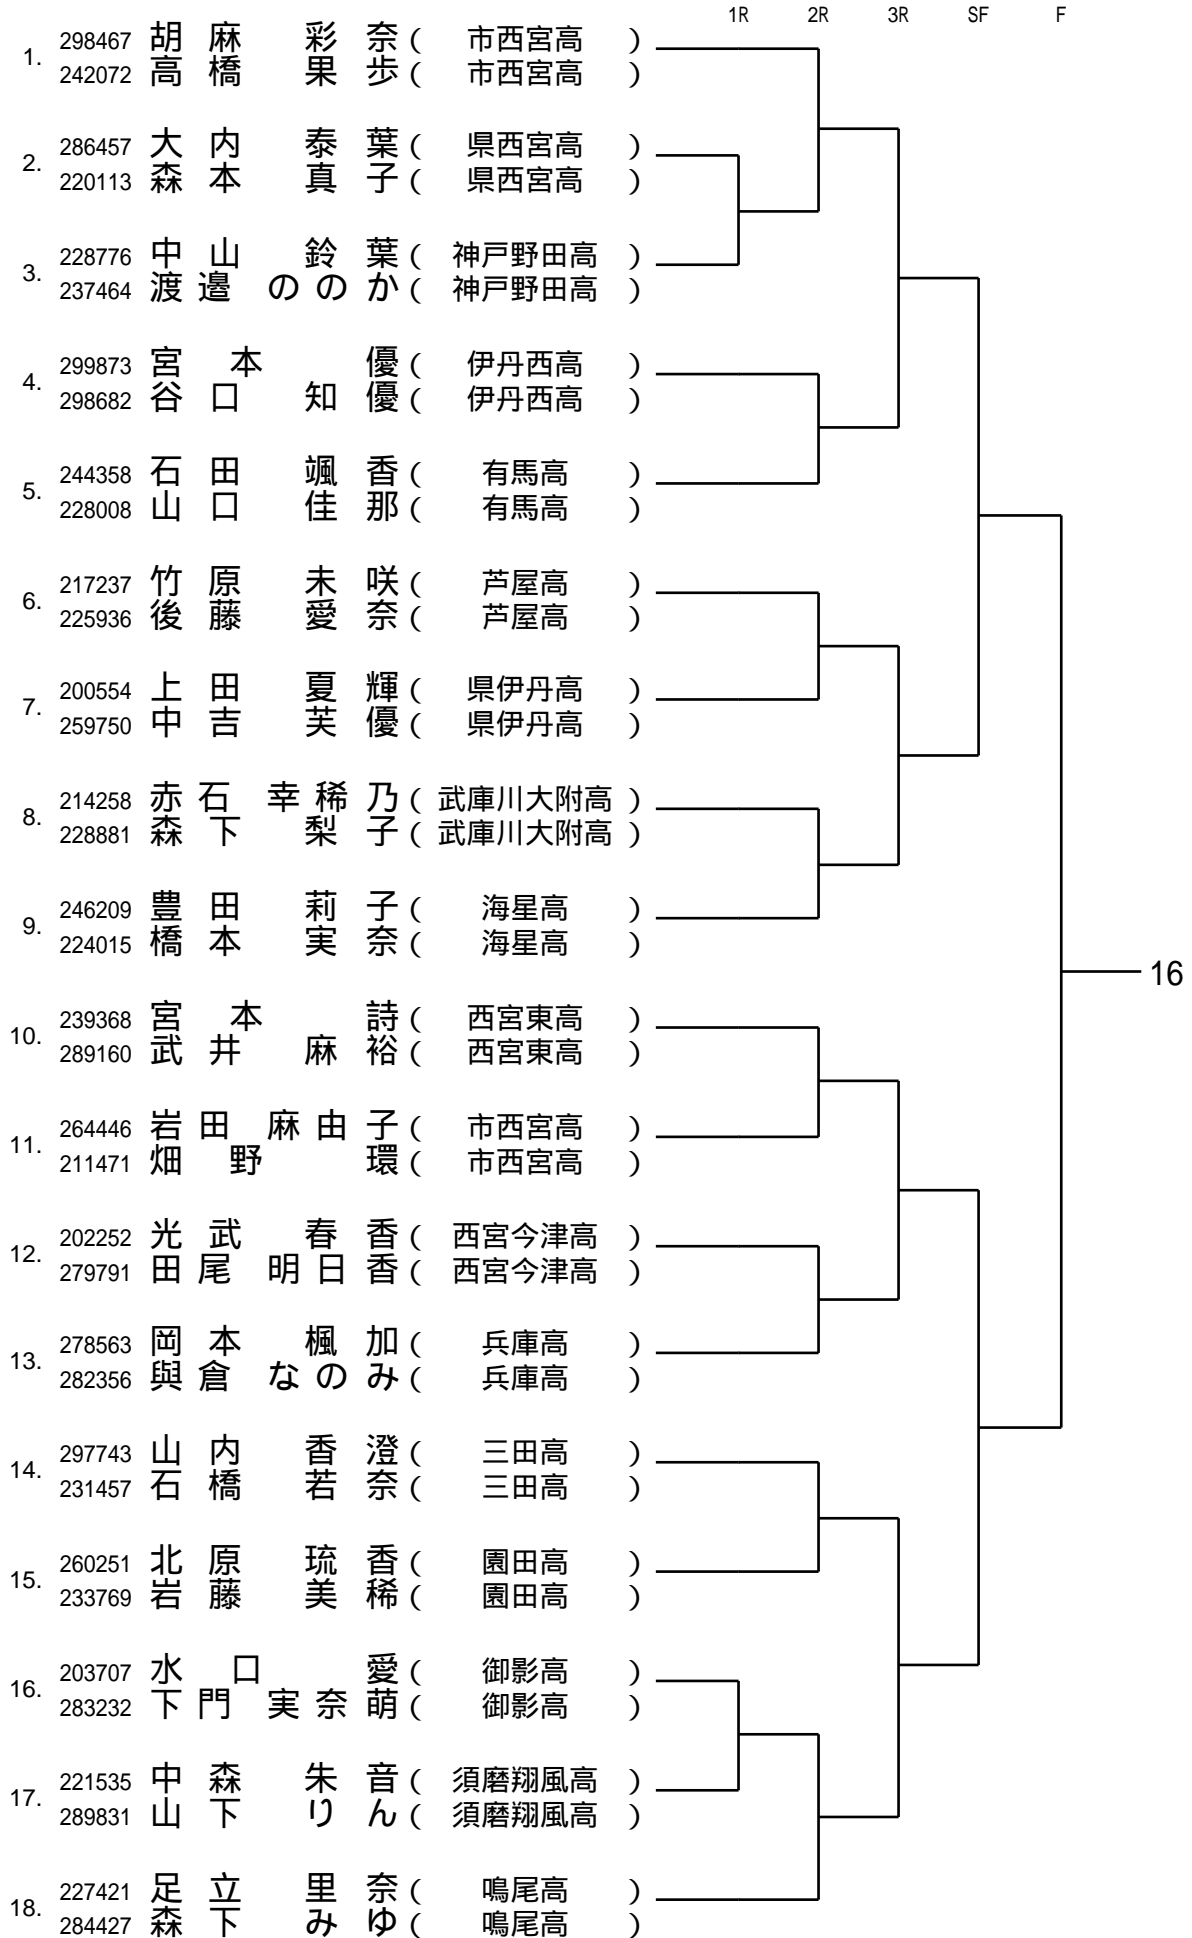 1R 2R 3R SF F
1. 298467 胡麻 彩奈 ( 市西宮高 )
242072 高橋 果歩 ( 市西宮高 )
2. 286457 大内 泰葉 ( 県西宮高 )
220113 森本 真子 ( 県西宮高 )
3. 228776 中山 鈴葉 ( 神戸野田高 )
237464 渡邉 ののか ( 神戸野田高 )
4. 299873 宮本 優 ( 伊丹西高 )
298682 谷口 知優 ( 伊丹西高 )
5. 244358 石田 颯香 ( 有馬高 )
228008 山口 佳那 ( 有馬高 )
6. 217237 竹原 未咲 ( 芦屋高 )
225936 後藤 愛奈 ( 芦屋高 )
7. 200554 上田 夏輝 ( 県伊丹高 )
259750 中吉 芙優 ( 県伊丹高 )
8. 214258 赤石 幸稀乃 ( 武庫川大附高 )
228881 森下 梨子 ( 武庫川大附高 )
9. 246209 豊田 莉子 ( 海星高 )
224015 橋本 実奈 ( 海星高 )
16
10. 239368 宮本 詩 ( 西宮東高 )
289160 武井 麻裕 ( 西宮東高 )
11. 264446 岩田 麻由子 ( 市西宮高 )
211471 畑野 環 ( 市西宮高 )
12. 202252 光武 春香 ( 西宮今津高 )
279791 田尾 明日香 ( 西宮今津高 )
13. 278563 岡本 楓加 ( 兵庫高 )
282356 與倉 なのみ ( 兵庫高 )
14. 297743 山内 香澄 ( 三田高 )
231457 石橋 若奈 ( 三田高 )
15. 260251 北原 琉香 ( 園田高 )
233769 岩藤 美稀 ( 園田高 )
16. 203707 水口 愛 ( 御影高 )
283232 下門 実奈萌 ( 御影高 )
17. 221535 中森 朱音 ( 須磨翔風高 )
289831 山下 りん ( 須磨翔風高 )
18. 227421 足立 里奈 ( 鳴尾高 )
284427 森下 みゆ ( 鳴尾高 )